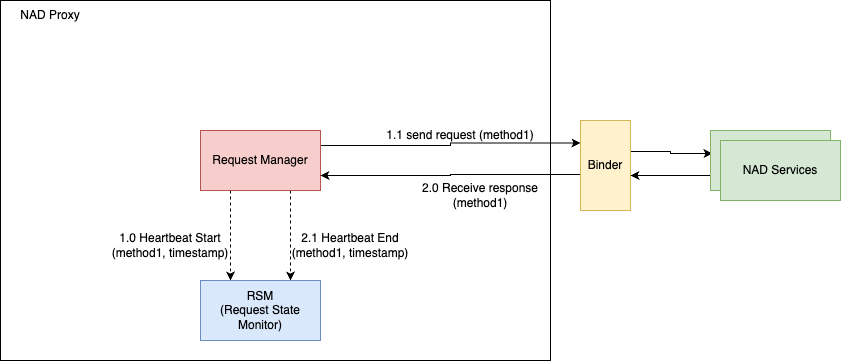 NAD Proxy
1.1 send request (method1)
Request Manager
Binder
NAD Services
2.0 Receive response
(method1)
1.0 Heartbeat Start
(method1, timestamp)
2.1 Heartbeat End
(method1, timestamp)
RSM
(Request State
Monitor)